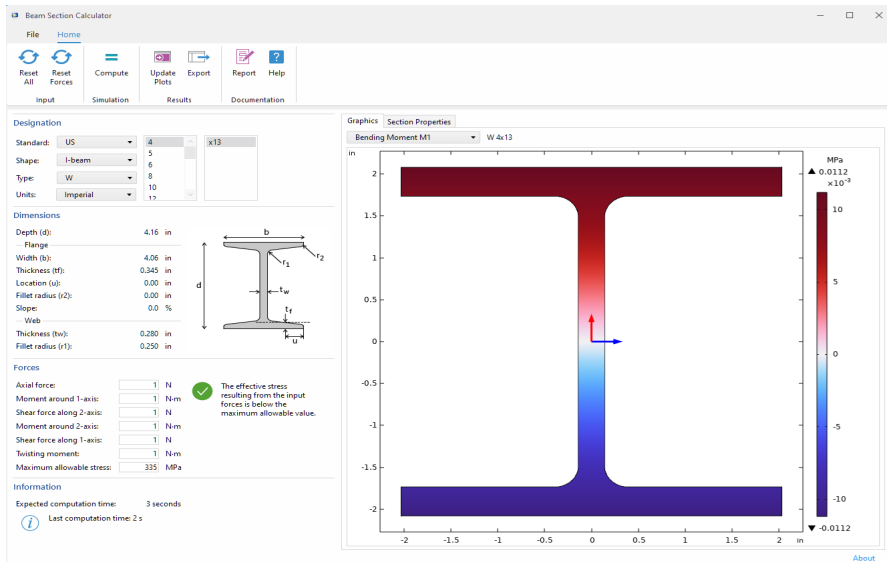 Beam Section Calculator
File Home
Reset All
Reset Forces
Compute
Update Plots
Export
Report
Help
Input
Simulation
Results
Documentation
Designation
Standard: US
Shape: I-beam
Type: W
Units: Imperial
4
5
6
8
10
12
x13
Dimensions
Depth (d): 4.16 in
Flange
Width (b): 4.06 in
Thickness (tf): 0.345 in
Location (u): 0.00 in
Fillet radius (r2): 0.00 in
Slope: 0.0 %
Web
Thickness (tw): 0.280 in
Fillet radius (r1): 0.250 in
b
r1
r2
d
tw
tf
u
Forces
Axial force: 1 N
Moment around 1-axis: 1 N·m
Shear force along 2-axis: 1 N
Moment around 2-axis: 1 N·m
Shear force along 1-axis: 1 N
Twisting moment: 1 N·m
Maximum allowable stress: 335 MPa
The effective stress
resulting from the input
forces is below the
maximum allowable value.
Information
Expected computation time: 3 seconds
i
Last computation time: 2 s
Graphics Section Properties
Bending Moment M1 W 4x13
in
2
1.5
1
0.5
0
-0.5
-1
-1.5
-2
-2 -1.5 -1 -0.5 0 0.5 1 1.5 2 in
MPa
▲ 0.0112
×10⁻³
10
5
0
-5
-10
▼ -0.0112
About